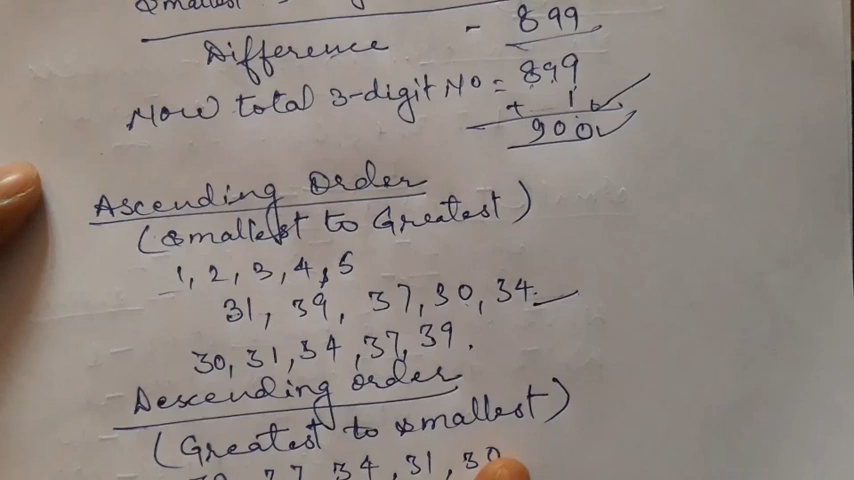 smallest
Difference - 899
Now total 3-digit No = 899
+ 1
900
Ascending Order
(Smallest to Greatest)
1, 2, 3, 4, 5
31, 39, 37, 30, 34.
30, 31, 34, 37, 39.
Descending order
(Greatest to smallest)
37, 34, 31, 30